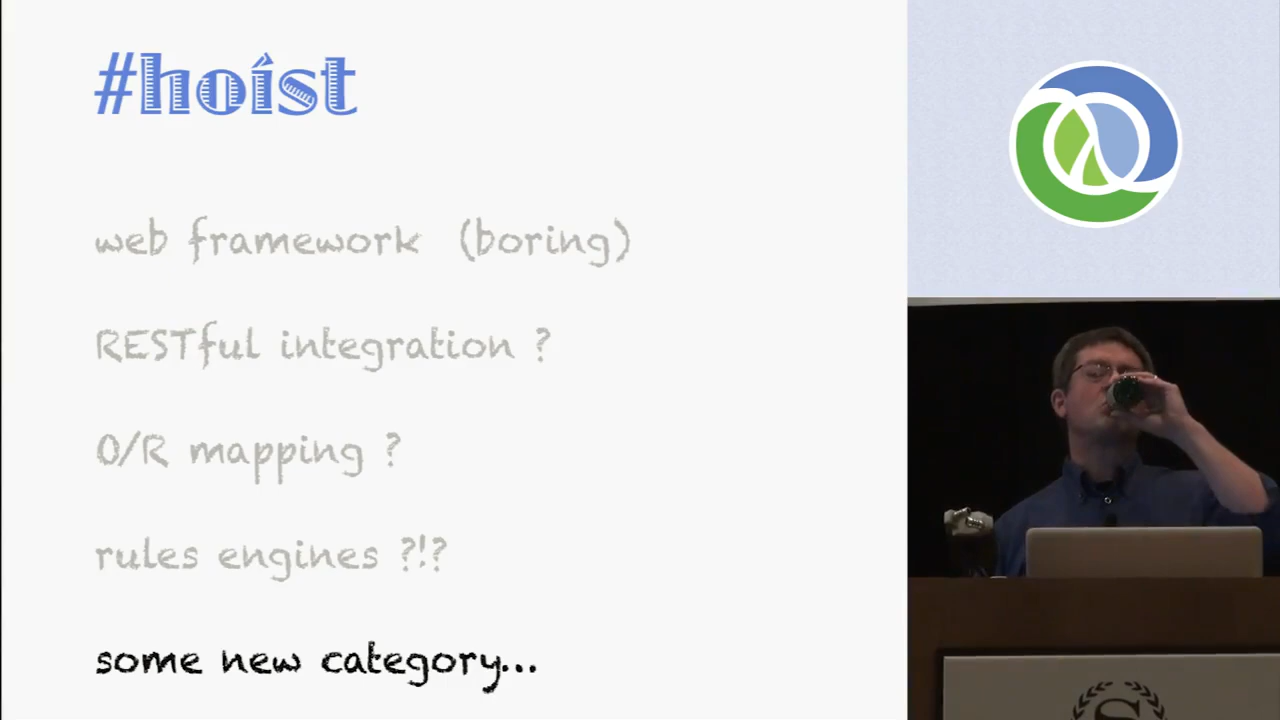 #hoist
web framework (boring)
RESTful integration ?
O/R mapping ?
rules engines ?!?
some new category...
S